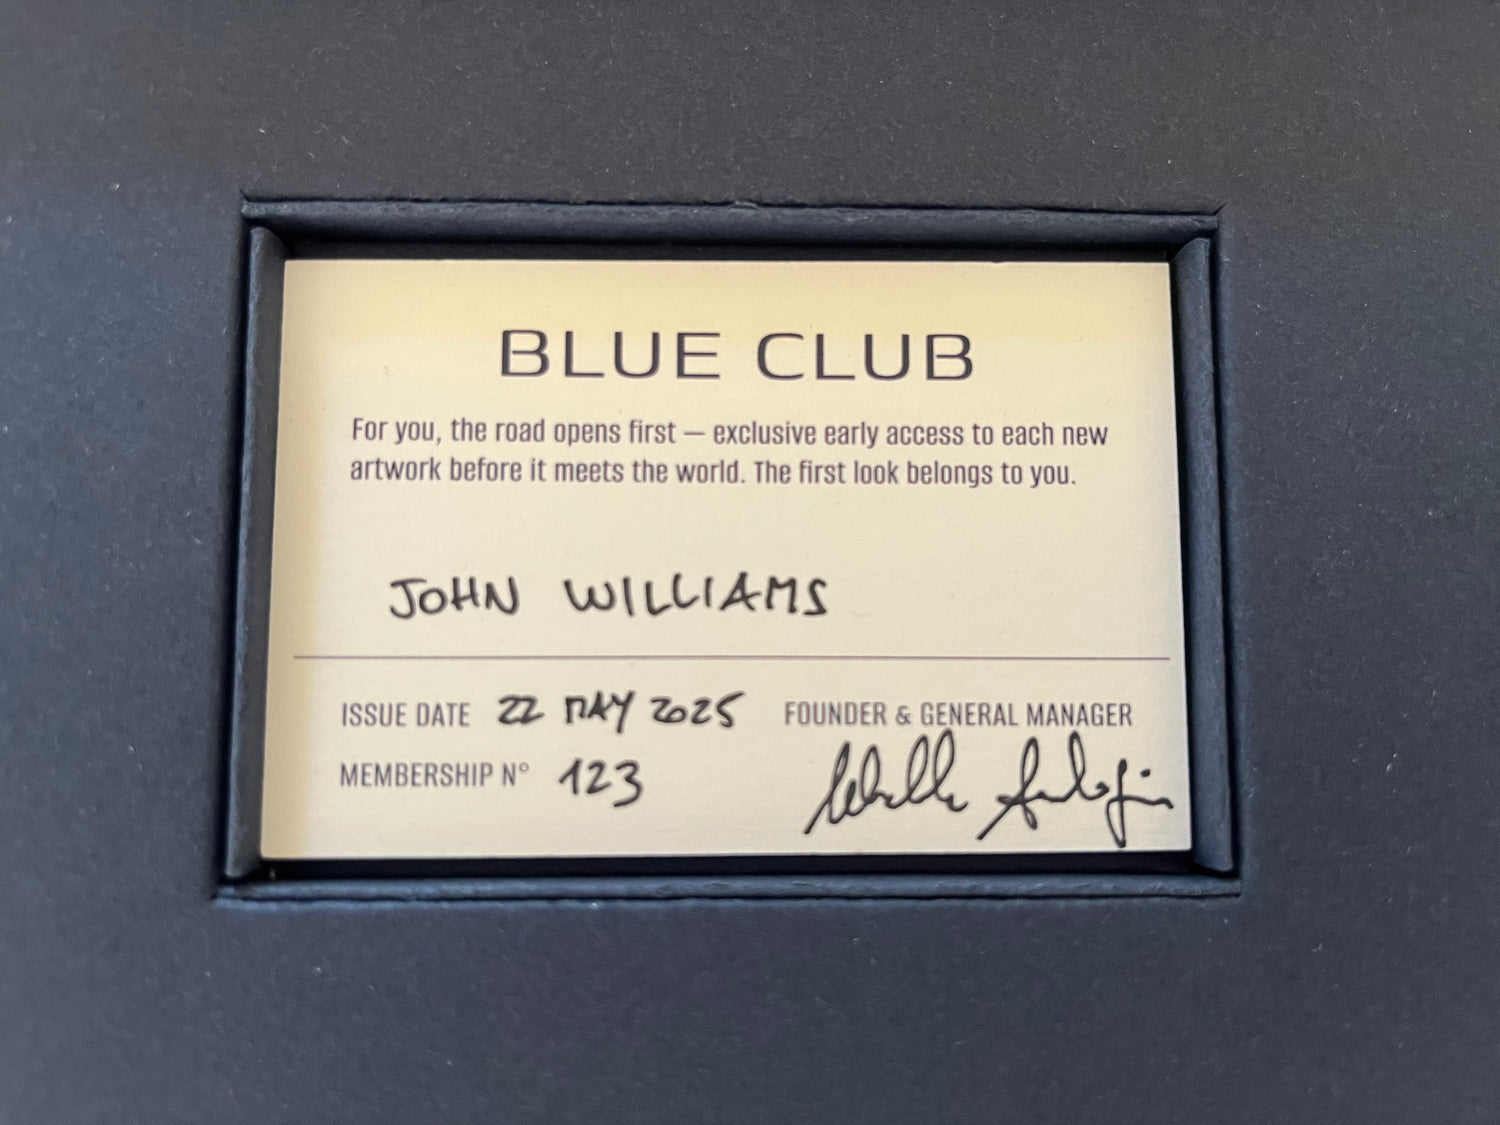 BLUE CLUB
For you, the road opens first — exclusive early access to each new
artwork before it meets the world. The first look belongs to you.
JOHN WILLIAMS
ISSUE DATE 22 MAY 2025 FOUNDER & GENERAL MANAGER
MEMBERSHIP N° 123